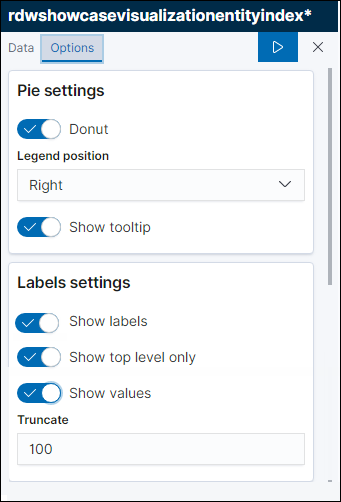 rdwshowcasevisualizationentityindex*
Data Options
Pie settings
Donut
Legend position
Right
Show tooltip
Labels settings
Show labels
Show top level only
Show values
Truncate
100